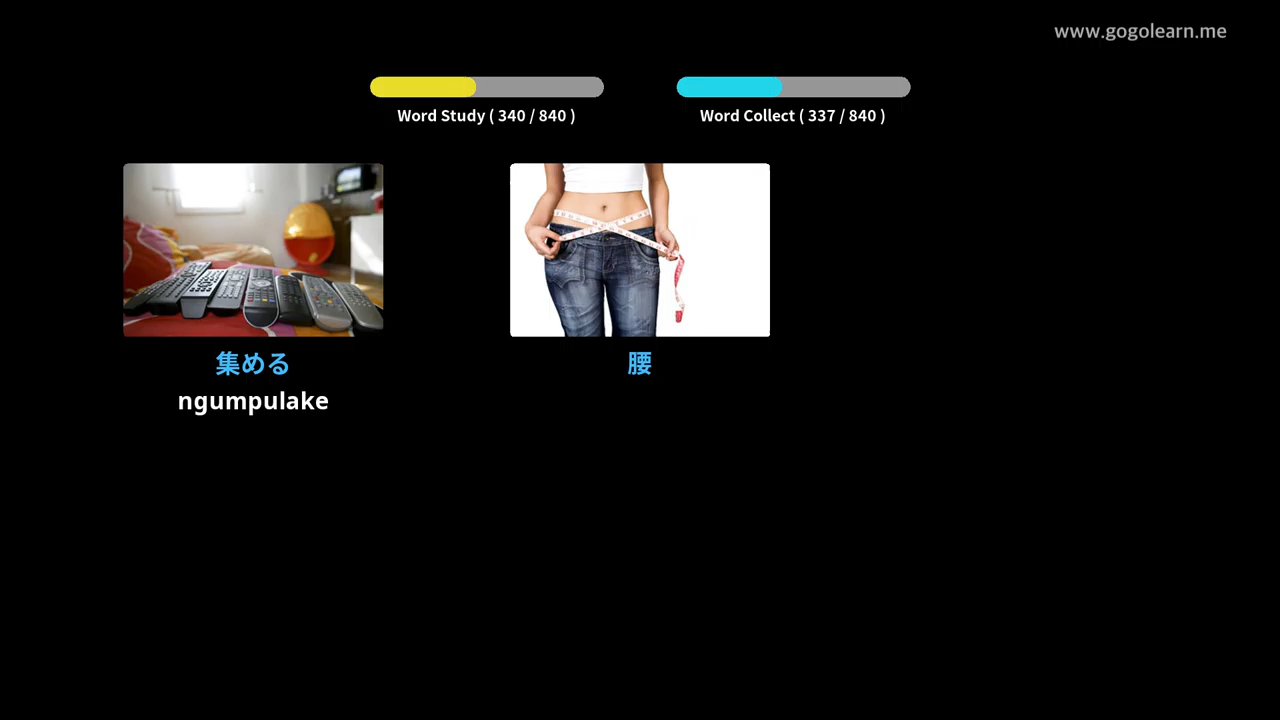 www.gogolearn.me
Word Study ( 340 / 840 )
Word Collect ( 337 / 840 )
集める
ngumpulake
腰